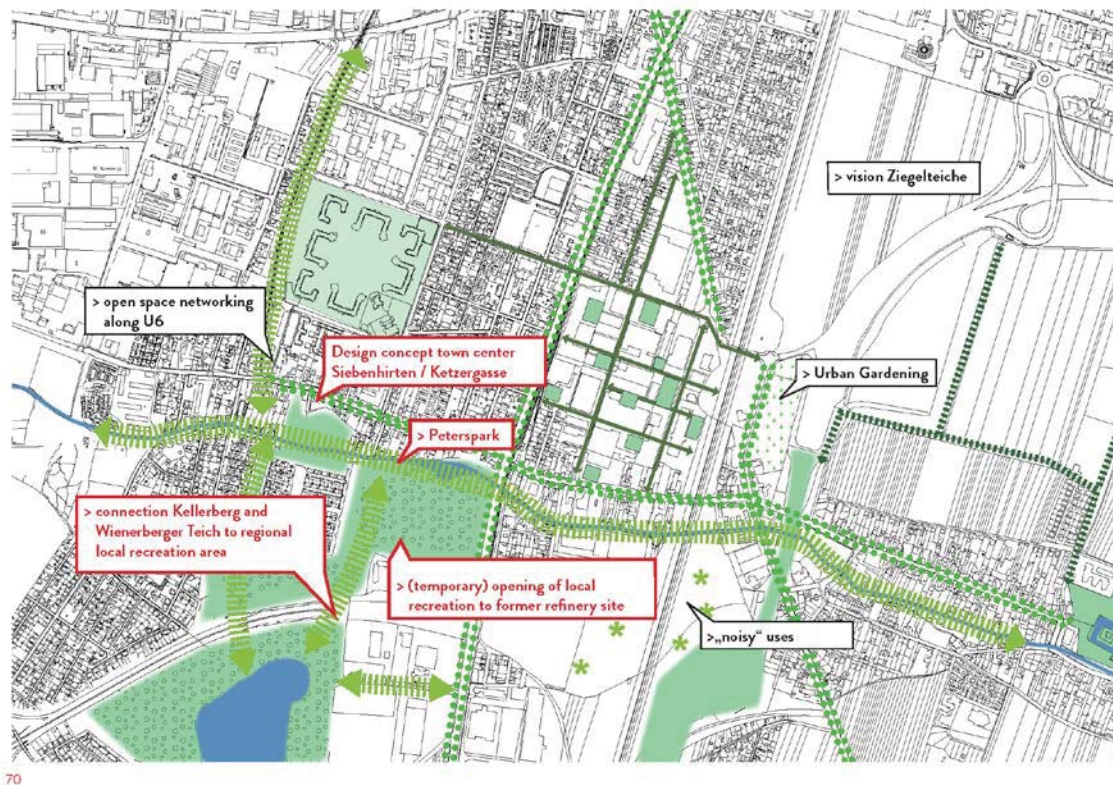 > vision Ziegelteiche
> open space networking
along U6
Design concept town center
Siebenhirten / Ketzergasse
> Urban Gardening
> Peterspark
> connection Kellerberg and
Wienerberger Teich to regional
local recreation area
> (temporary) opening of local
recreation to former refinery site
>„noisy“ uses
70